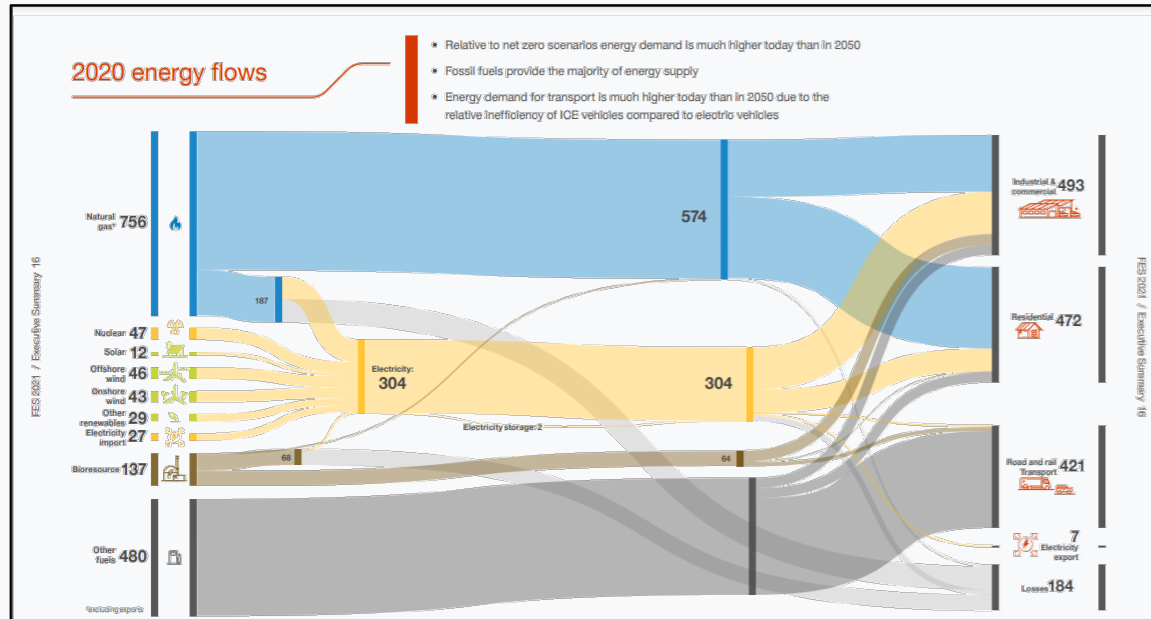 2020 energy flows
• Relative to net zero scenarios energy demand is much higher today than in 2050
• Fossil fuels provide the majority of energy supply
• Energy demand for transport is much higher today than in 2050 due to the
relative inefficiency of ICE vehicles compared to electric vehicles
FES 2021 // Executive Summary 16
Natural
gas* 756
187
Nuclear 47
Solar 12
Offshore
wind 46
Onshore
wind 43
Other
renewables 29
Electricity
import 27
Bioresource 137
68
Other
fuels 480
*excluding exports
Electricity:
304
Electricity storage: 2
574
304
64
Industrial &
commercial 493
Residential 472
Road and rail
Transport 421
7
Electricity
export
Losses 184
FES 2021 // Executive Summary 16